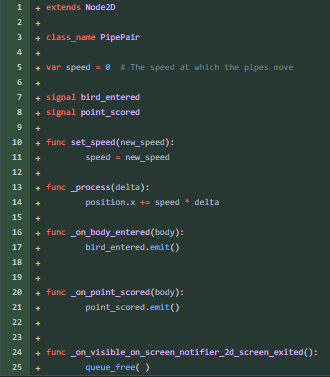 1 + extends Node2D
2 +
3 + class_name PipePair
4 +
5 + var speed = 0  # The speed at which the pipes move
6 +
7 + signal bird_entered
8 + signal point_scored
9 +
10 + func set_speed(new_speed):
11 +         speed = new_speed
12 +
13 + func _process(delta):
14 +         position.x += speed * delta
15 +
16 + func _on_body_entered(body):
17 +         bird_entered.emit()
18 +
19 +
20 + func _on_point_scored(body):
21 +         point_scored.emit()
22 +
23 +
24 + func _on_visible_on_screen_notifier_2d_screen_exited():
25 +         queue_free( )